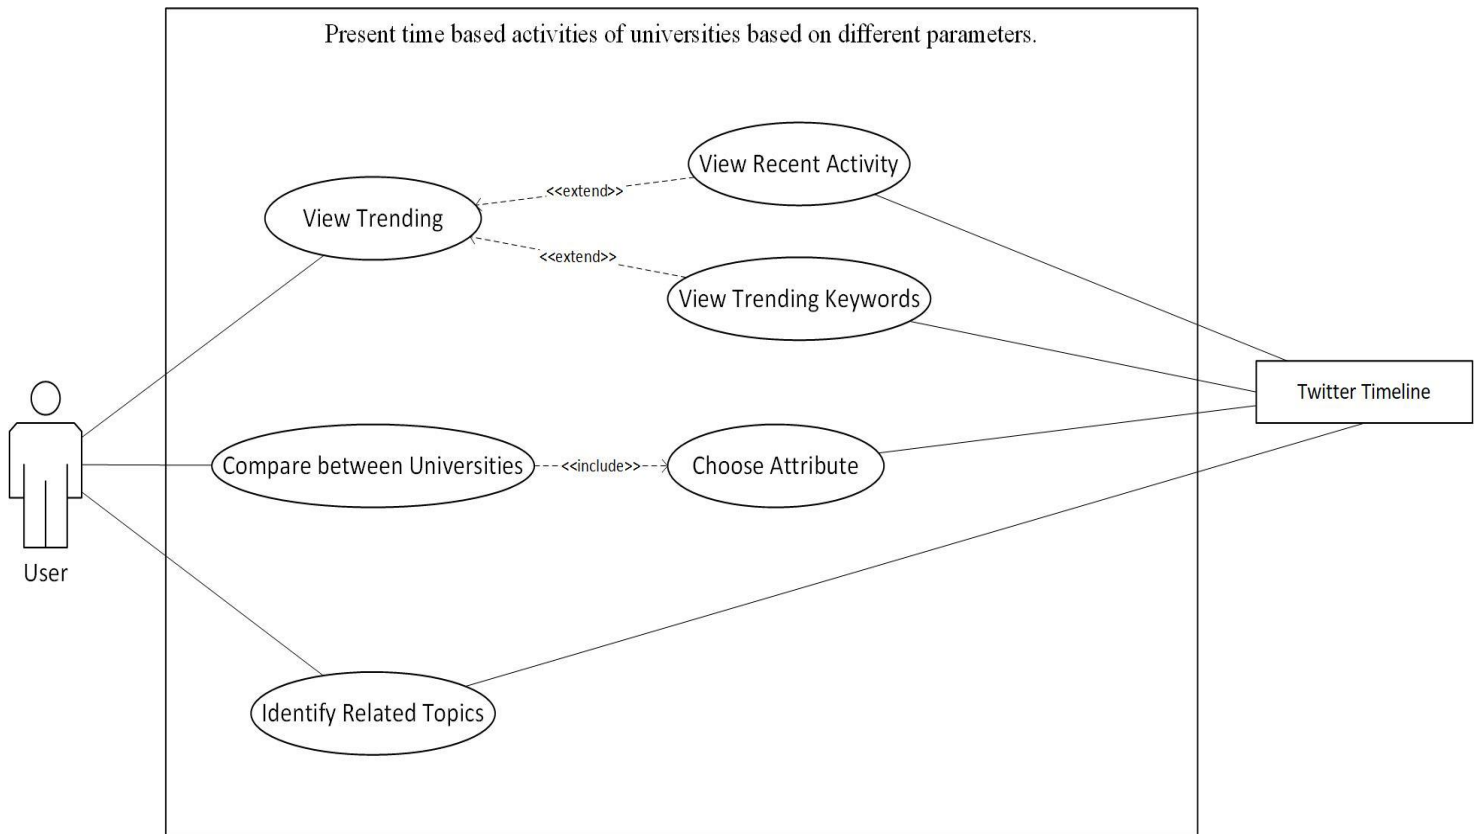 Present time based activities of universities based on different parameters.
View Recent Activity
<<extend>>
View Trending
<<extend>>
View Trending Keywords
Twitter Timeline
Compare between Universities
<<include>>
Choose Attribute
User
Identify Related Topics